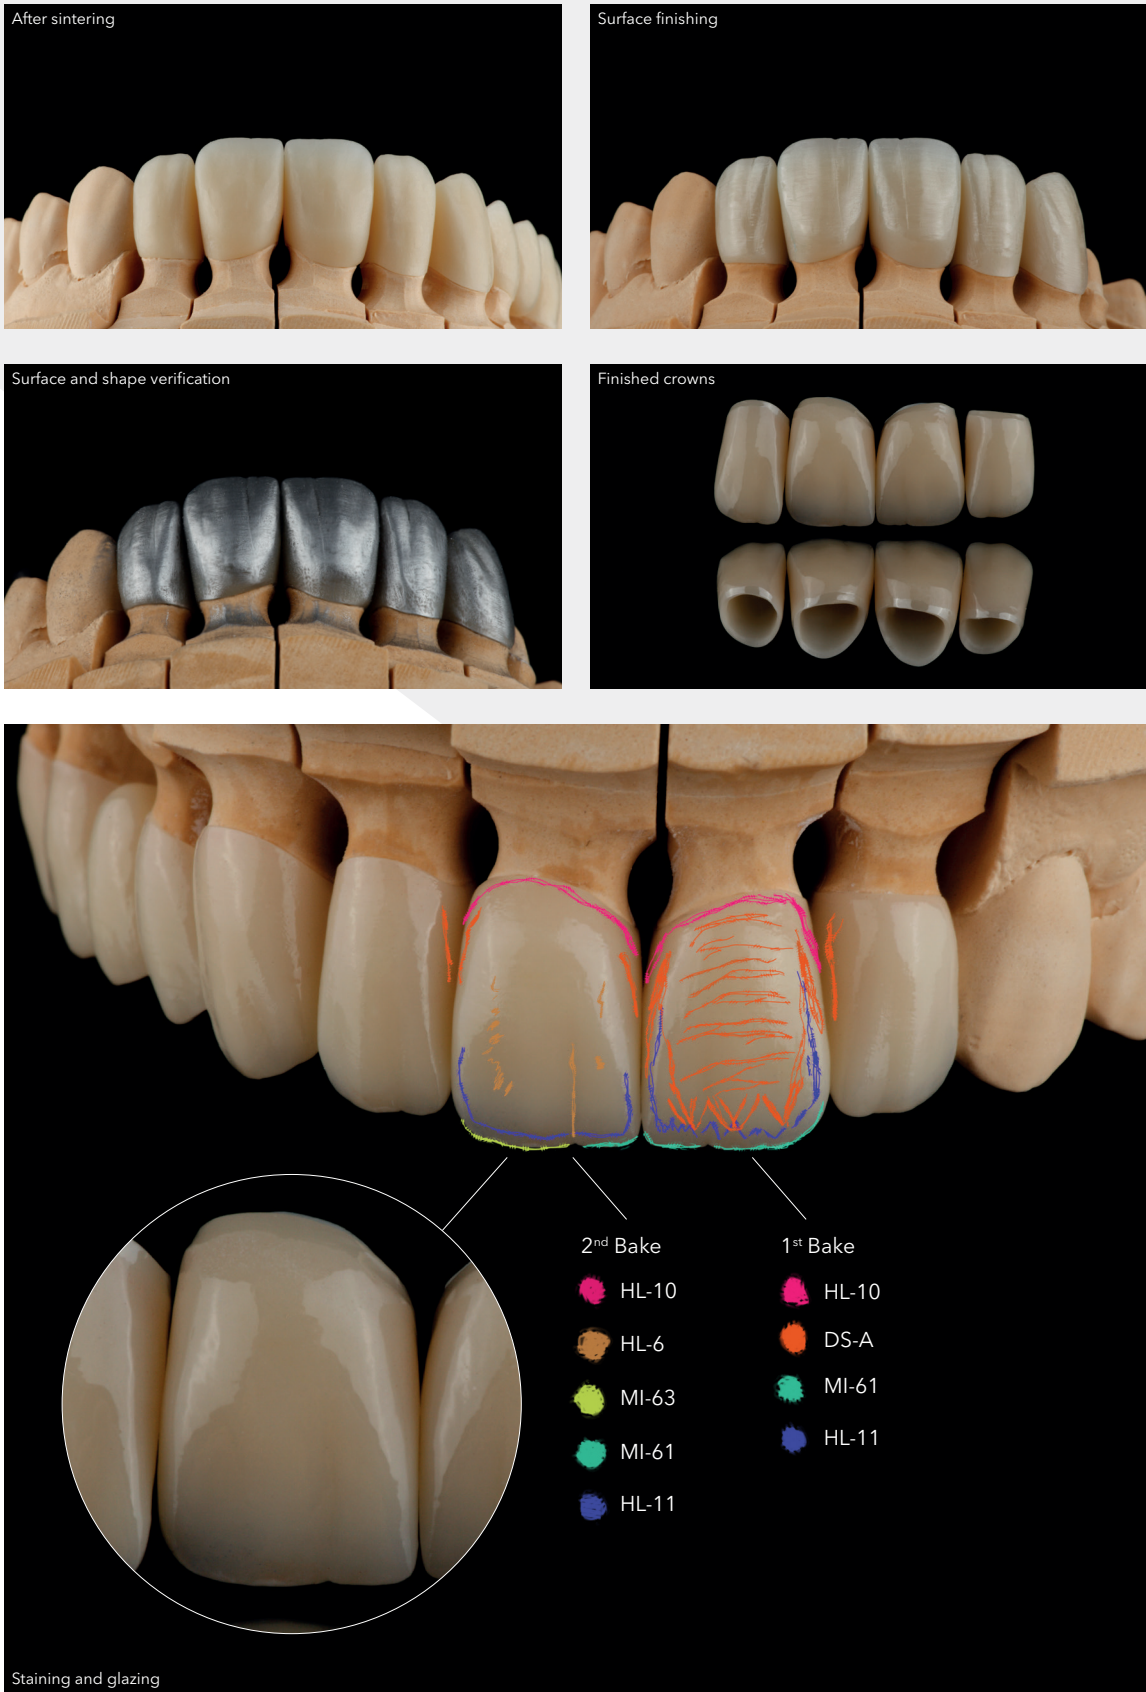 After sintering
Surface finishing
Surface and shape verification
Finished crowns
2nd Bake
HL-10
HL-6
MI-63
MI-61
HL-11
1st Bake
HL-10
DS-A
MI-61
HL-11
Staining and glazing